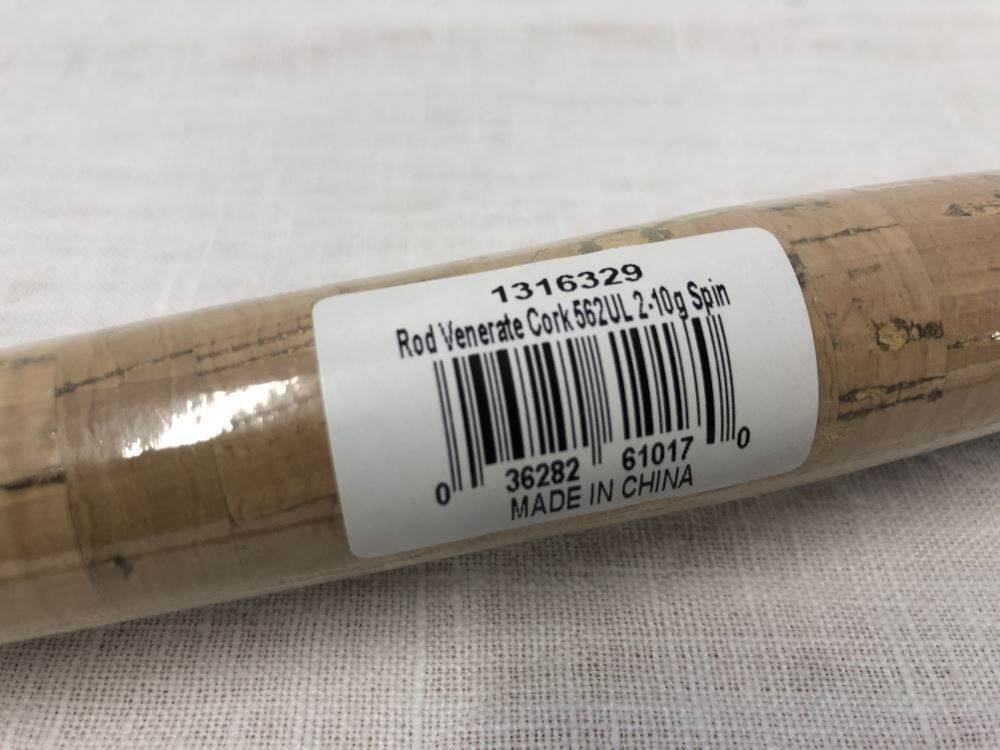 1316329
Rod Venerate Cork 562UL 2-10g Spin
0 36282 61017 0
MADE IN CHINA